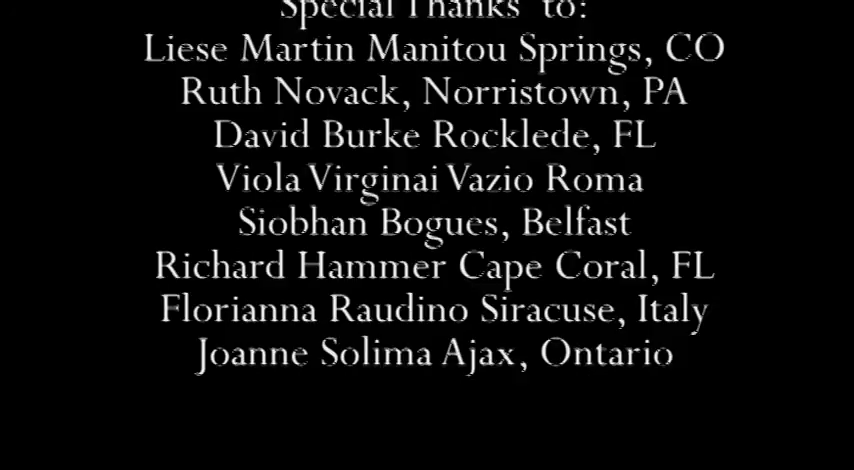 Special Thanks to:
Liese Martin Manitou Springs, CO
Ruth Novack, Norristown, PA
David Burke Rocklede, FL
Viola Virginai Vazio Roma
Siobhan Bogues, Belfast
Richard Hammer Cape Coral, FL
Florianna Raudino Siracuse, Italy
Joanne Solima Ajax, Ontario